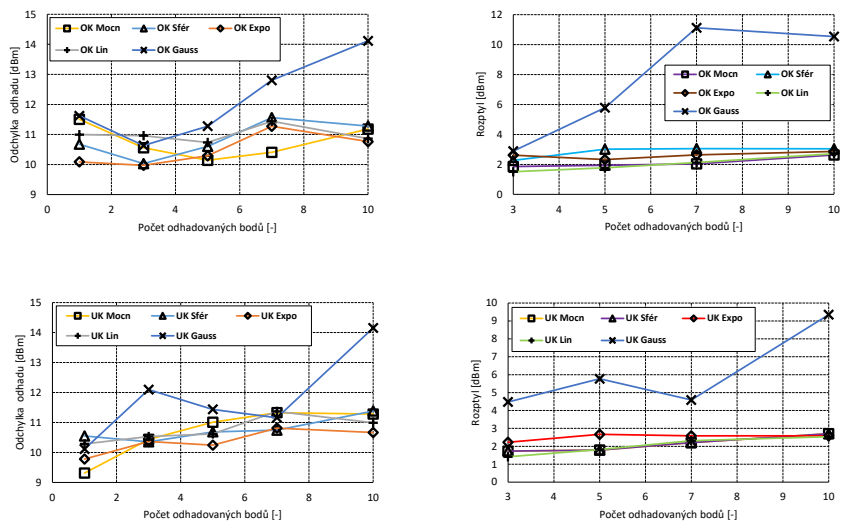 15
14
13
12
11
10
9
OK Mocn OK Sfér OK Expo
OK Lin OK Gauss
Odchylka odhadu [dBm]
0 2 4 6 8 10
Počet odhadovaných bodů [-]
12
10
8
6
4
2
0
OK Mocn OK Sfér
OK Expo OK Lin
OK Gauss
Rozptyl [dBm]
3 4 5 6 7 8 9 10
Počet odhadovaných bodů [-]
15
14
13
12
11
10
9
UK Mocn UK Sfér UK Expo
UK Lin UK Gauss
Odchylka odhadu [dBm]
0 2 4 6 8 10
Počet odhadovaných bodů [-]
10
9
8
7
6
5
4
3
2
1
0
UK Mocn UK Sfér UK Expo
UK Lin UK Gauss
Rozptyl [dBm]
3 4 5 6 7 8 9 10
Počet odhadovaných bodů [-]